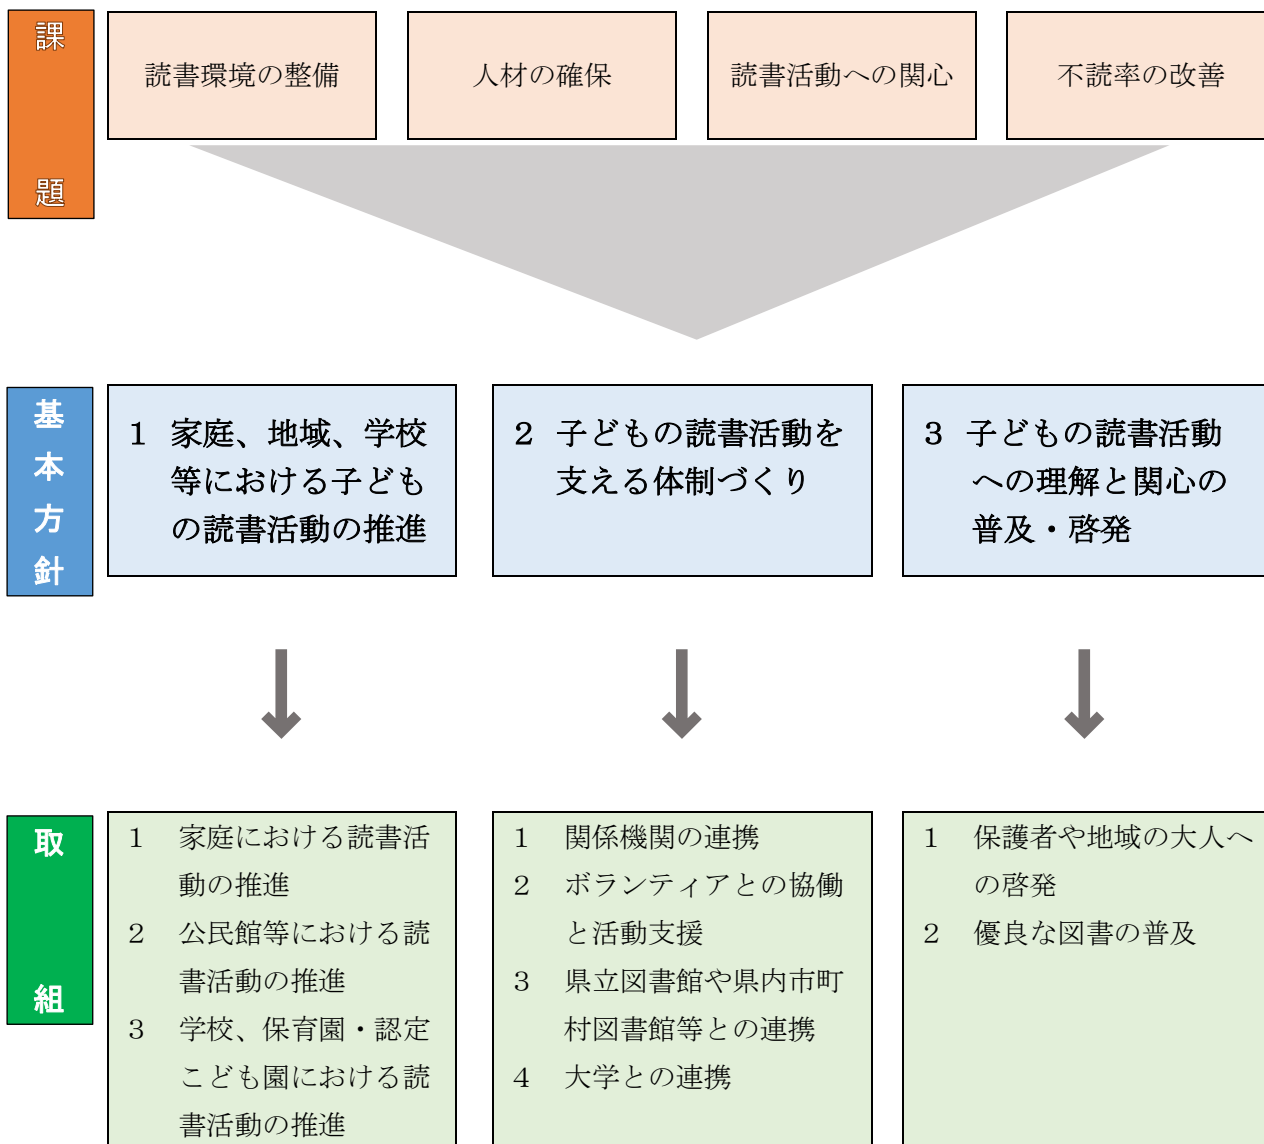 課題
読書環境の整備
人材の確保
読書活動への関心
不読率の改善
基本方針
1 家庭、地域、学校
等における子ども
の読書活動の推進
2 子どもの読書活動を
支える体制づくり
3 子どもの読書活動
への理解と関心の
普及・啓発
取組
1 家庭における読書活
動の推進
2 公民館等における読
書活動の推進
3 学校、保育園・認定
こども園における読
書活動の推進
1 関係機関の連携
2 ボランティアとの協働
と活動支援
3 県立図書館や県内市町
村図書館等との連携
4 大学との連携
1 保護者や地域の大人へ
の啓発
2 優良な図書の普及